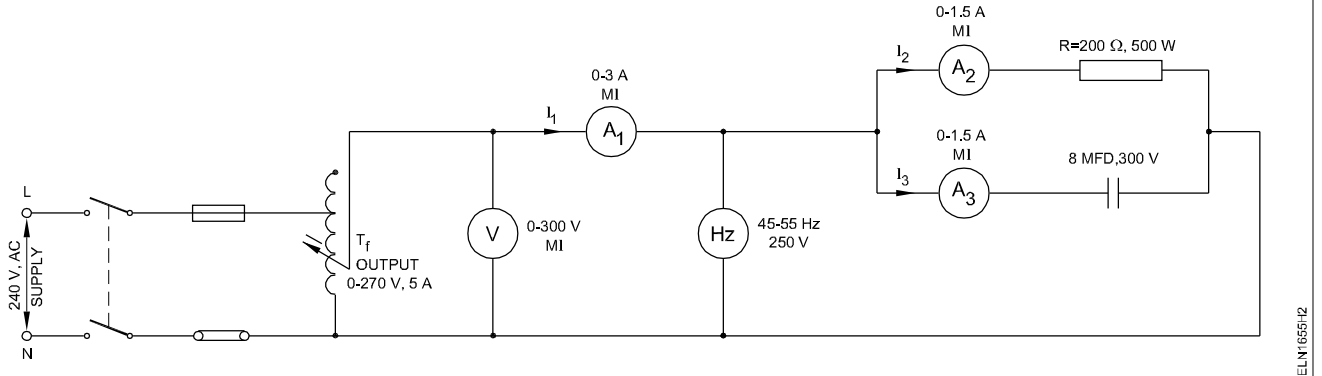 0-1.5 A
MI
I2
A2
R=200 Ω, 500 W
0-3 A
MI
I1
A1
0-1.5 A
MI
I3
A3
8 MFD,300 V
L
240 V, AC
SUPPLY
N
Tf
OUTPUT
0-270 V, 5 A
V
0-300 V
MI
Hz
45-55 Hz
250 V
ELN1655H2